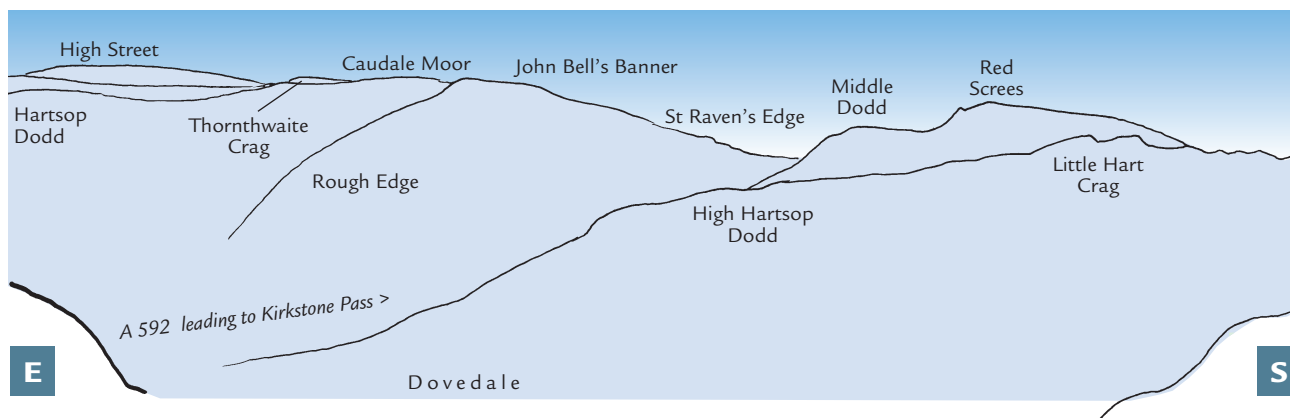 High Street
Caudale Moor
John Bell's Banner
Red
Screes
Middle
Dodd
St Raven's Edge
Hartsop
Dodd
Thornthwaite
Crag
Rough Edge
Little Hart
Crag
High Hartsop
Dodd
A 592 leading to Kirkstone Pass >
E
Dovedale
S